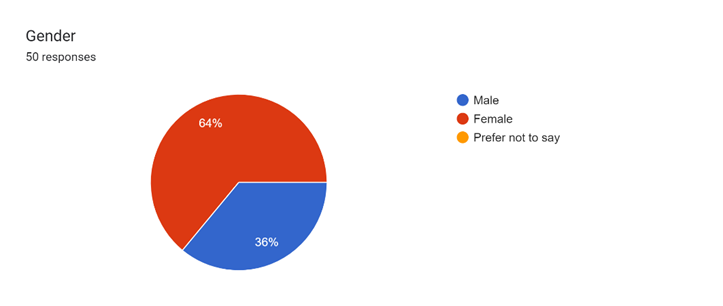 Gender
50 responses
64%
36%
Male
Female
Prefer not to say